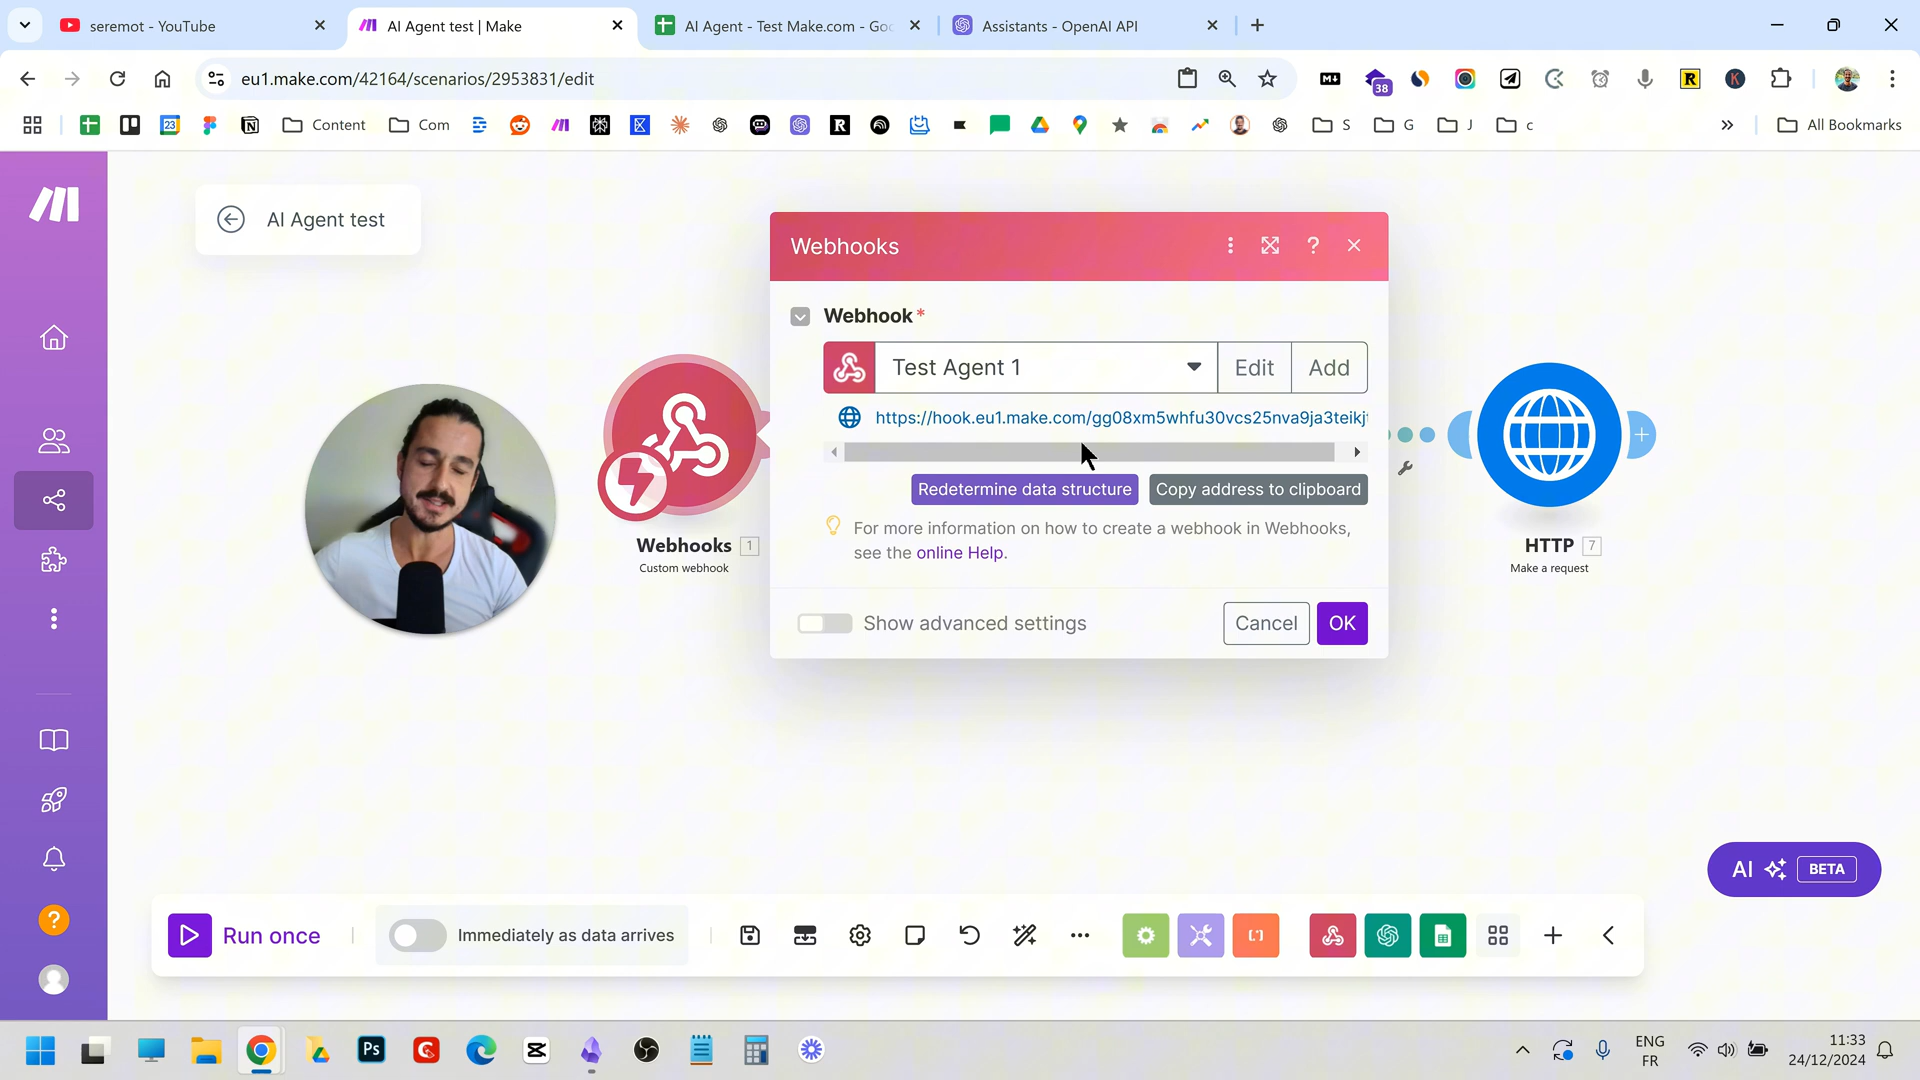 seremot - YouTube
AI Agent test | Make
AI Agent - Test Make.com - Goo
Assistants - OpenAI API
eu1.make.com/42164/scenarios/2953831/edit
38
23
Content
Com
S
G
J
c
All Bookmarks
AI Agent test
Webhooks
Webhook *
Test Agent 1
Edit
Add
https://hook.eu1.make.com/gg08xm5whfu30vcs25nva9ja3teikj
Redetermine data structure
Copy address to clipboard
For more information on how to create a webhook in Webhooks,
see the online Help.
Show advanced settings
Cancel
OK
Webhooks 1
Custom webhook
HTTP 7
Make a request
AI BETA
Run once
Immediately as data arrives
Ps
ENG
FR
11:33
24/12/2024